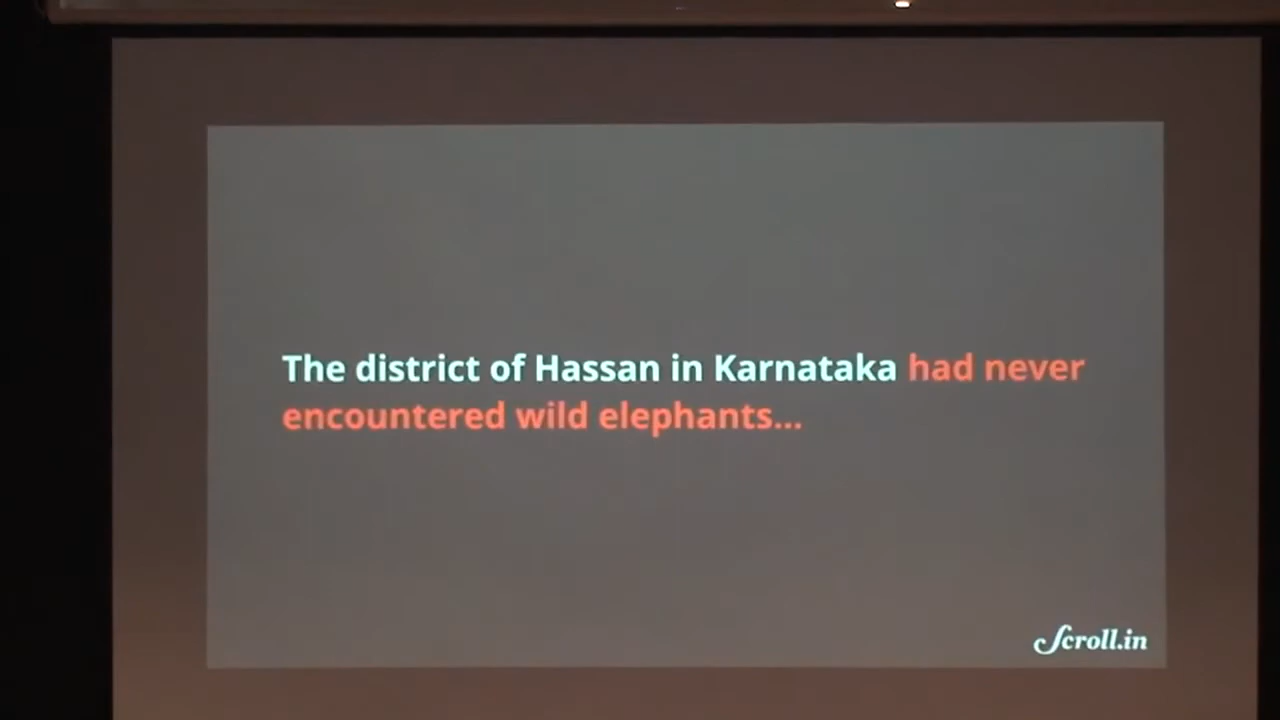 The district of Hassan in Karnataka had never
encountered wild elephants...
Scroll.in